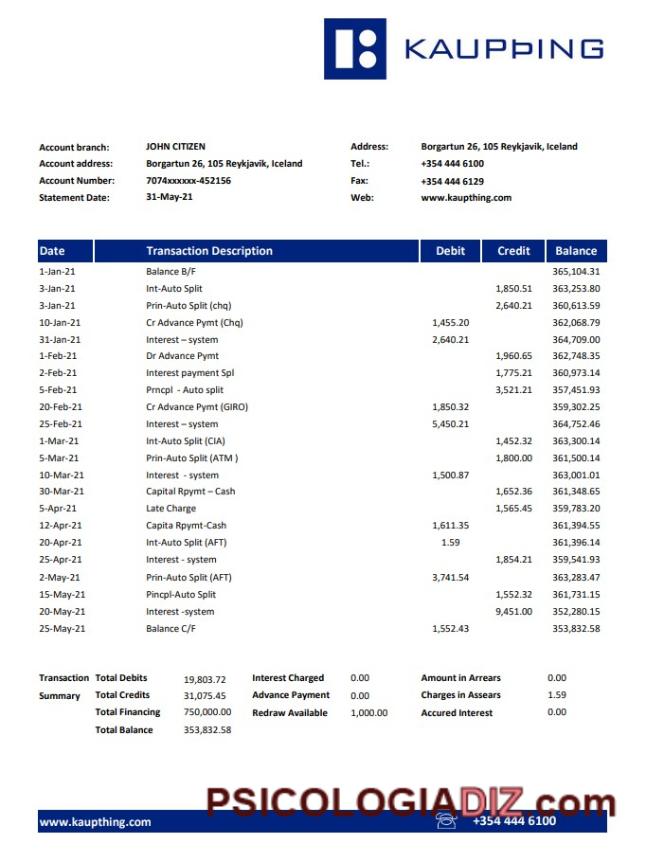 KAUPÞING
Account branch: JOHN CITIZEN Address: Borgartun 26, 105 Reykjavik, Iceland
Account address: Borgartun 26, 105 Reykjavik, Iceland Tel.: +354 444 6100
Account Number: 7074xxxxxx-452156 Fax: +354 444 6129
Statement Date: 31-May-21 Web: www.kaupthing.com
Date Transaction Description Debit Credit Balance
1-Jan-21 Balance B/F 365,104.31
3-Jan-21 Int-Auto Split 1,850.51 363,253.80
3-Jan-21 Prin-Auto Split (chq) 2,640.21 360,613.59
10-Jan-21 Cr Advance Pymt (Chq) 1,455.20 362,068.79
31-Jan-21 Interest – system 2,640.21 364,709.00
1-Feb-21 Dr Advance Pymt 1,960.65 362,748.35
2-Feb-21 Interest payment Spl 1,775.21 360,973.14
5-Feb-21 Prncpl - Auto split 3,521.21 357,451.93
20-Feb-21 Cr Advance Pymt (GIRO) 1,850.32 359,302.25
25-Feb-21 Interest – system 5,450.21 364,752.46
1-Mar-21 Int-Auto Split (CIA) 1,452.32 363,300.14
5-Mar-21 Prin-Auto Split (ATM ) 1,800.00 361,500.14
10-Mar-21 Interest - system 1,500.87 363,001.01
30-Mar-21 Capital Rpymt – Cash 1,652.36 361,348.65
5-Apr-21 Late Charge 1,565.45 359,783.20
12-Apr-21 Capita Rpymt-Cash 1,611.35 361,394.55
20-Apr-21 Int-Auto Split (AFT) 1.59 361,396.14
25-Apr-21 Interest - system 1,854.21 359,541.93
2-May-21 Prin-Auto Split (AFT) 3,741.54 363,283.47
15-May-21 Pincpl-Auto Split 1,552.32 361,731.15
20-May-21 Interest -system 9,451.00 352,280.15
25-May-21 Balance C/F 1,552.43 353,832.58
Transaction Total Debits 19,803.72 Interest Charged 0.00 Amount in Arrears 0.00
Summary Total Credits 31,075.45 Advance Payment 0.00 Charges in Assears 1.59
Total Financing 750,000.00 Redraw Available 1,000.00 Accured Interest 0.00
Total Balance 353,832.58
PSICOLOGIADIZ.com
www.kaupthing.com +354 444 6100